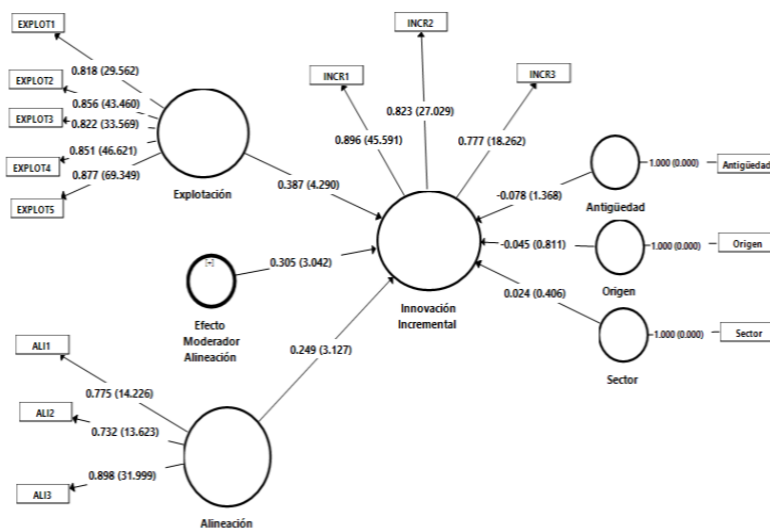 EXPLOT1
0.818 (29.562)
EXPLOT2
0.856 (43.460)
EXPLOT3
0.822 (33.569)
EXPLOT4
0.851 (46.621)
EXPLOT5
0.877 (69.349)
Explotación
0.387 (4.290)
INCR1
INCR2
INCR3
0.896 (45.591)
0.823 (27.029)
0.777 (18.262)
Innovación
Incremental
[+]
Efecto
Moderador
Alineación
0.305 (3.042)
ALI1
0.775 (14.226)
ALI2
0.732 (13.623)
ALI3
0.898 (31.999)
Alineación
0.249 (3.127)
-0.078 (1.368)
Antigüedad
1.000 (0.000)
Antigüedad
-0.045 (0.811)
Origen
1.000 (0.000)
Origen
0.024 (0.406)
Sector
1.000 (0.000)
Sector